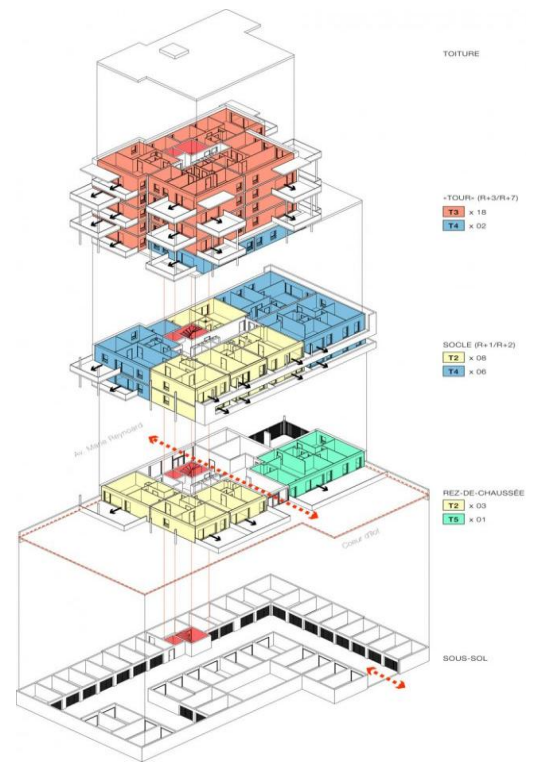 TOITURE
«TOUR» (R+3/R+7)
T3 x 18
T4 x 02
SOCLE (R+1/R+2)
T2 x 08
T4 x 06
Av. Marie Reynoard
REZ-DE-CHAUSSÉE
T2 x 03
T5 x 01
Coeur d'îlot
SOUS-SOL